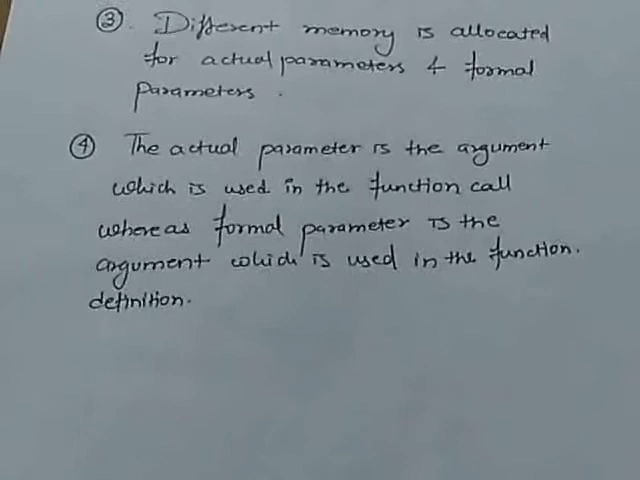 ③. Different memory is allocated
for actual parameters & formal
parameters .
④ The actual parameter is the argument
which is used in the function call
whereas formal parameter is the
argument which is used in the function.
definition.